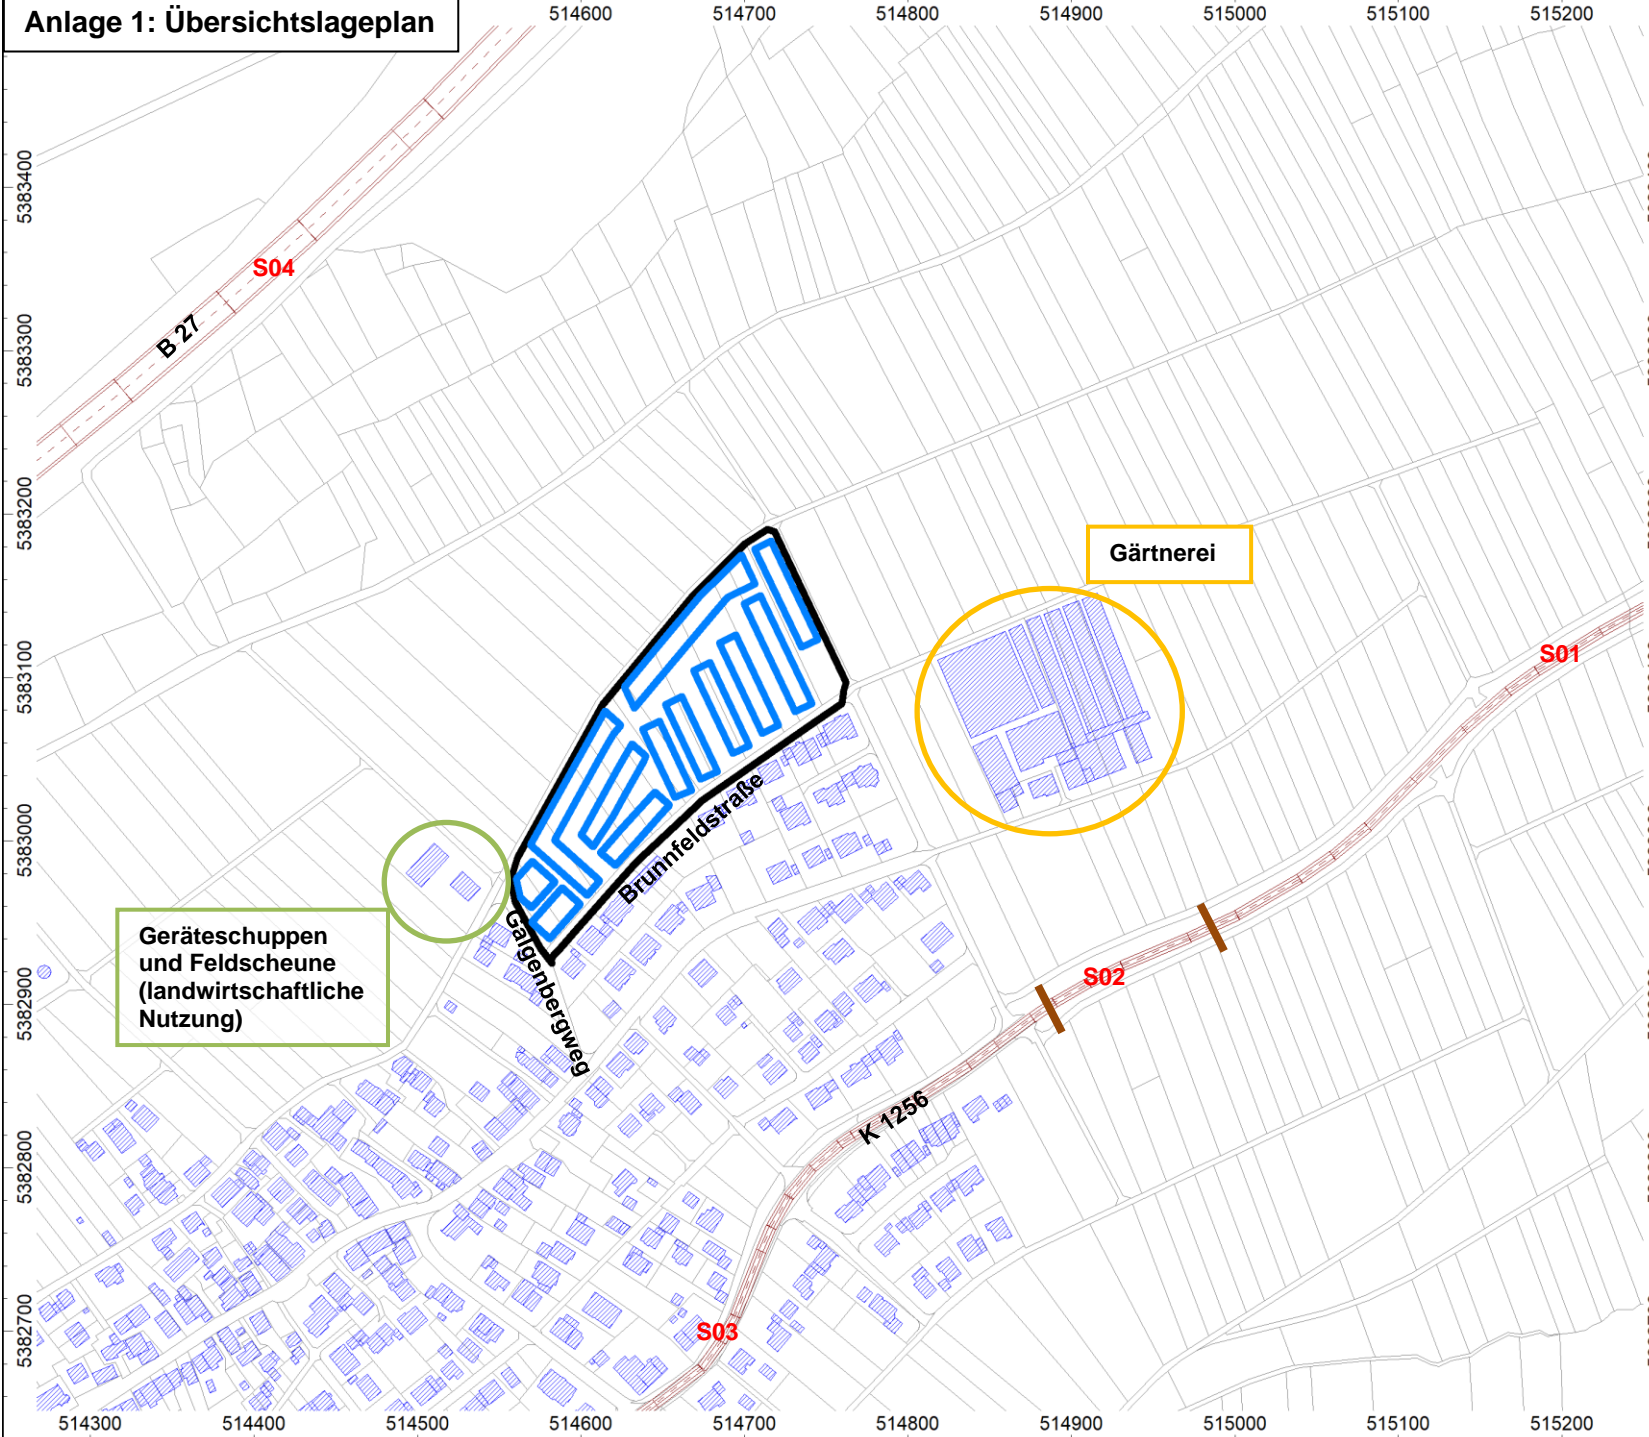 Anlage 1: Übersichtslageplan
514600 514700 514800 514900 515000 515100 515200
5383400
5383300
5383200
5383100
5383000
5382900
5382800
5382700
S04
B 27
Gärtnerei
S01
Brunnfeldstraße
Galgenbergweg
Geräteschuppen
und Feldscheune
(landwirtschaftliche
Nutzung)
S02
K 1256
S03
514300 514400 514500 514600 514700 514800 514900 515000 515100 515200